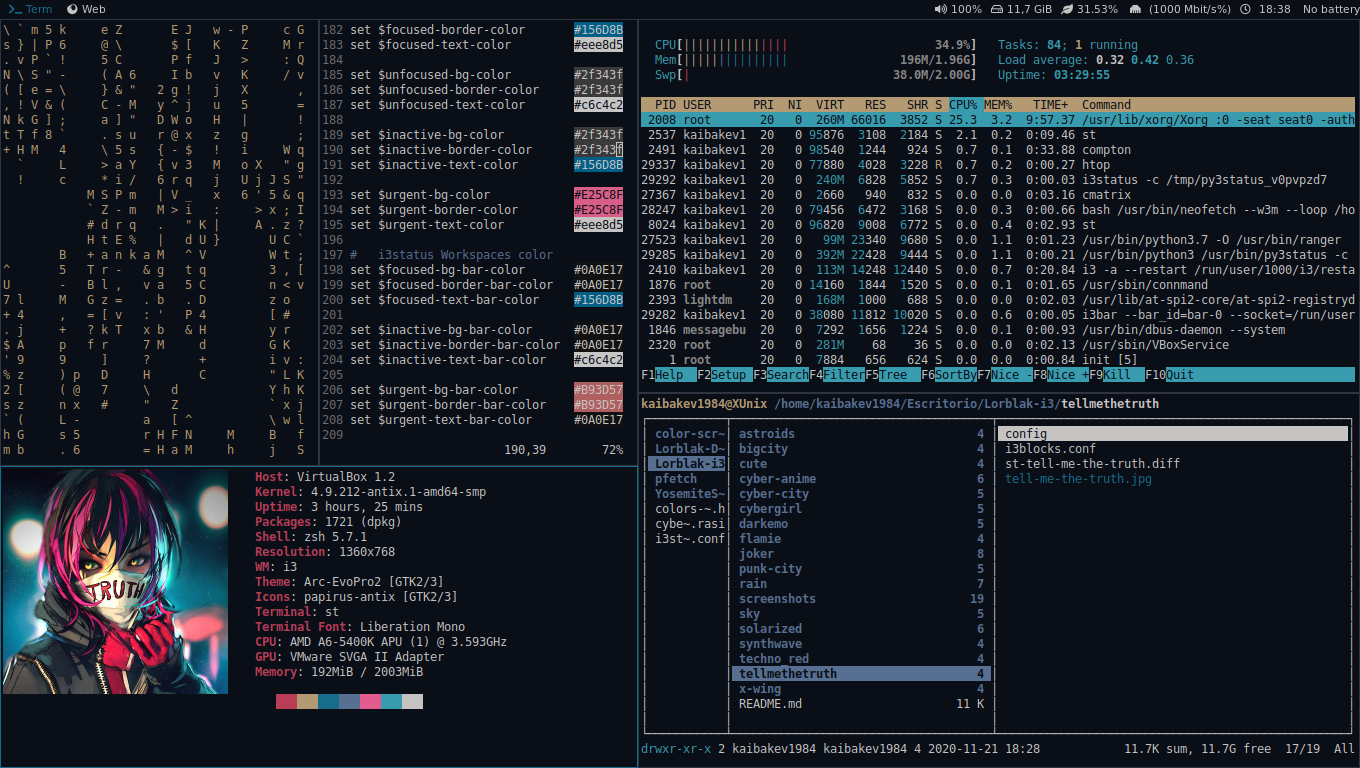 Term Web 100% 11,7 GiB 31.53% (1000 Mbit/s%) 18:38 No battery
182 set $focused-border-color #156D8B
183 set $focused-text-color #eee8d5
184
185 set $unfocused-bg-color #2f343f
186 set $unfocused-border-color #2f343f
187 set $unfocused-text-color #c6c4c2
188
189 set $inactive-bg-color #2f343f
190 set $inactive-border-color #2f343f
191 set $inactive-text-color #156D8B
192
193 set $urgent-bg-color #E25C8F
194 set $urgent-border-color #E25C8F
195 set $urgent-text-color #eee8d5
196
197 #   i3status Workspaces color
198 set $focused-bg-bar-color #0A0E17
199 set $focused-border-bar-color #0A0E17
200 set $focused-text-bar-color #156D8B
201
202 set $inactive-bg-bar-color #0A0E17
203 set $inactive-border-bar-color #0A0E17
204 set $inactive-text-bar-color #c6c4c2
205
206 set $urgent-bg-bar-color #B93D57
207 set $urgent-border-bar-color #B93D57
208 set $urgent-text-bar-color #0A0E17
209
190,39 72%
CPU[||||||||||||||| 34.9%] Tasks: 84; 1 running
Mem[||||||||||||||| 196M/1.96G] Load average: 0.32 0.42 0.36
Swp[| 38.0M/2.00G] Uptime: 03:29:55
PID USER PRI NI VIRT RES SHR S CPU% MEM% TIME+ Command
2008 root 20 0 260M 66016 3852 S 25.3 3.2 9:57.37 /usr/lib/xorg/Xorg :0 -seat seat0 -auth
2537 kaibakev1 20 0 95876 3108 2184 S 2.1 0.2 0:09.46 st
2491 kaibakev1 20 0 98540 1244 924 S 0.7 0.1 0:33.88 compton
29337 kaibakev1 20 0 77880 4028 3228 R 0.7 0.2 0:00.27 htop
29292 kaibakev1 20 0 240M 6828 5852 S 0.7 0.3 0:00.03 i3status -c /tmp/py3status_v0pvpzd7
27367 kaibakev1 20 0 2660 940 832 S 0.7 0.0 0:03.16 cmatrix
28247 kaibakev1 20 0 79456 6472 3168 S 0.7 0.3 0:00.66 bash /usr/bin/neofetch --w3m --loop /ho
8024 kaibakev1 20 0 96820 9008 6772 S 0.7 0.4 0:02.93 st
27523 kaibakev1 20 0 99M 23340 9680 S 0.0 1.1 0:01.23 /usr/bin/python3.7 -O /usr/bin/ranger
29285 kaibakev1 20 0 392M 22428 9444 S 0.0 1.1 0:00.21 /usr/bin/python3 /usr/bin/py3status -c
2410 kaibakev1 20 0 113M 14248 12440 S 0.0 0.7 0:20.84 i3 -a --restart /run/user/1000/i3/resta
1876 root 20 0 14160 1844 1520 S 0.0 0.1 0:01.65 /usr/sbin/connmand
2393 lightdm 20 0 168M 1000 688 S 0.0 0.0 0:02.03 /usr/lib/at-spi2-core/at-spi2-registryd
29282 kaibakev1 20 0 38080 11812 10020 S 0.0 0.6 0:00.05 i3bar --bar_id=bar-0 --socket=/run/user
1846 messagebu 20 0 7292 1656 1224 S 0.0 0.1 0:00.93 /usr/bin/dbus-daemon --system
2320 root 20 0 281M 68 36 S 0.0 0.0 0:02.13 /usr/sbin/VBoxService
1 root 20 0 7884 656 624 S 0.0 0.0 0:00.84 init [5]
F1Help F2Setup F3SearchF4FilterF5Tree F6SortByF7Nice -F8Nice +F9Kill F10Quit
TRUTH
Host: VirtualBox 1.2
Kernel: 4.9.212-antix.1-amd64-smp
Uptime: 3 hours, 25 mins
Packages: 1721 (dpkg)
Shell: zsh 5.7.1
Resolution: 1360x768
WM: i3
Theme: Arc-EvoPro2 [GTK2/3]
Icons: papirus-antix [GTK2/3]
Terminal: st
Terminal Font: Liberation Mono
CPU: AMD A6-5400K APU (1) @ 3.593GHz
GPU: VMware SVGA II Adapter
Memory: 192MiB / 2003MiB
kaibakev1984@XUnix /home/kaibakev1984/Escritorio/Lorblak-i3/tellmethetruth
color-scr~ astroids 4 config
Lorblak-D~ bigcity 4 i3blocks.conf
Lorblak-i3 cute 4 st-tell-me-the-truth.diff
pfetch cyber-anime 6 tell-me-the-truth.jpg
YosemiteS~ cyber-city 5
colors-~.h cybergirl 5
cybe~.rasi darkemo 5
i3st~.conf flamie 4
joker 8
punk-city 5
rain 7
screenshots 19
sky 5
solarized 6
synthwave 4
techno_red 4
tellmethetruth 4
x-wing 4
README.md 11 K
drwxr-xr-x 2 kaibakev1984 kaibakev1984 4 2020-11-21 18:28 11.7K sum, 11.7G free 17/19 All